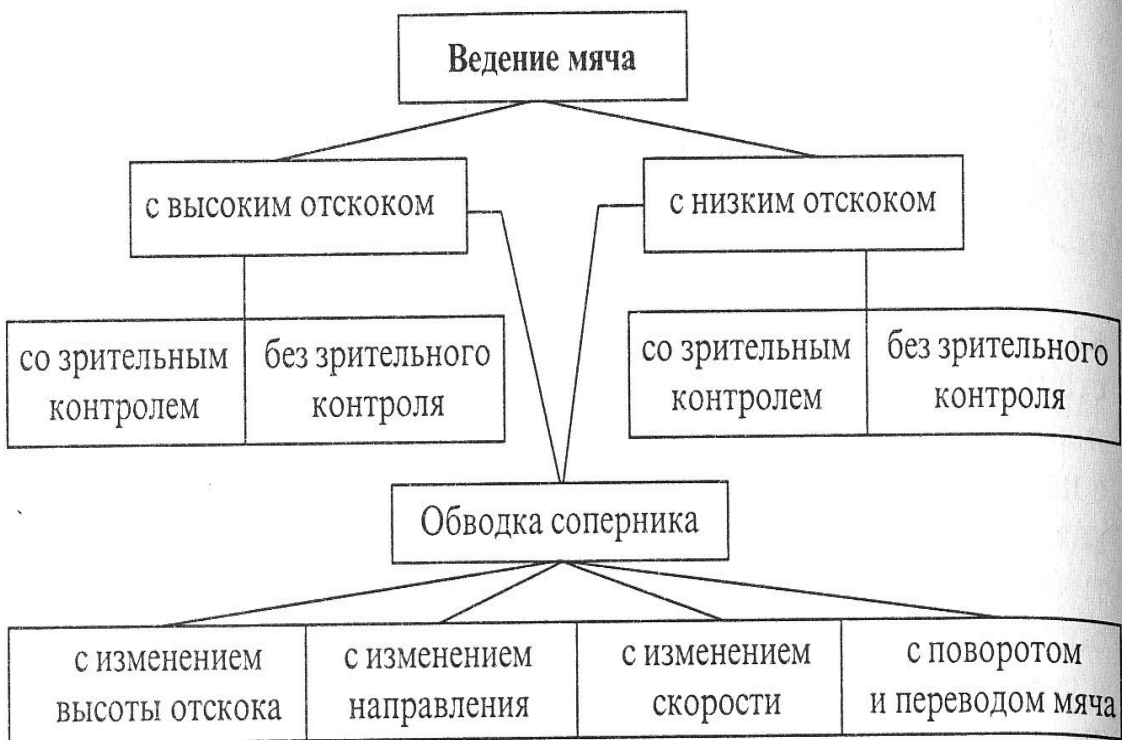 Ведение мяча
с высоким отскоком
с низким отскоком
со зрительным
контролем
без зрительного
контроля
со зрительным
контролем
без зрительного
контроля
Обводка соперника
с изменением
высоты отскока
с изменением
направления
с изменением
скорости
с поворотом
и переводом мяча